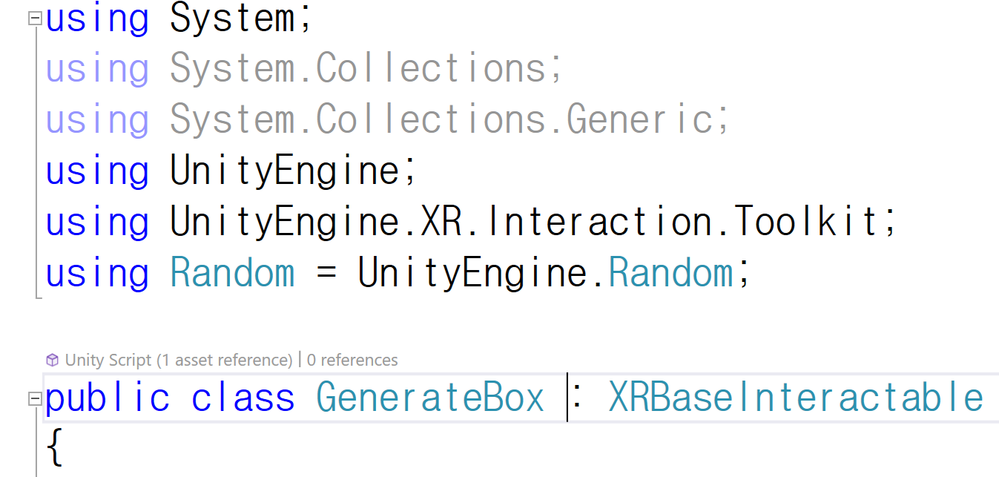 using System;
using System.Collections;
using System.Collections.Generic;
using UnityEngine;
using UnityEngine.XR.Interaction.Toolkit;
using Random = UnityEngine.Random;
Unity Script (1 asset reference) | 0 references
public class GenerateBox : XRBaseInteractable
{